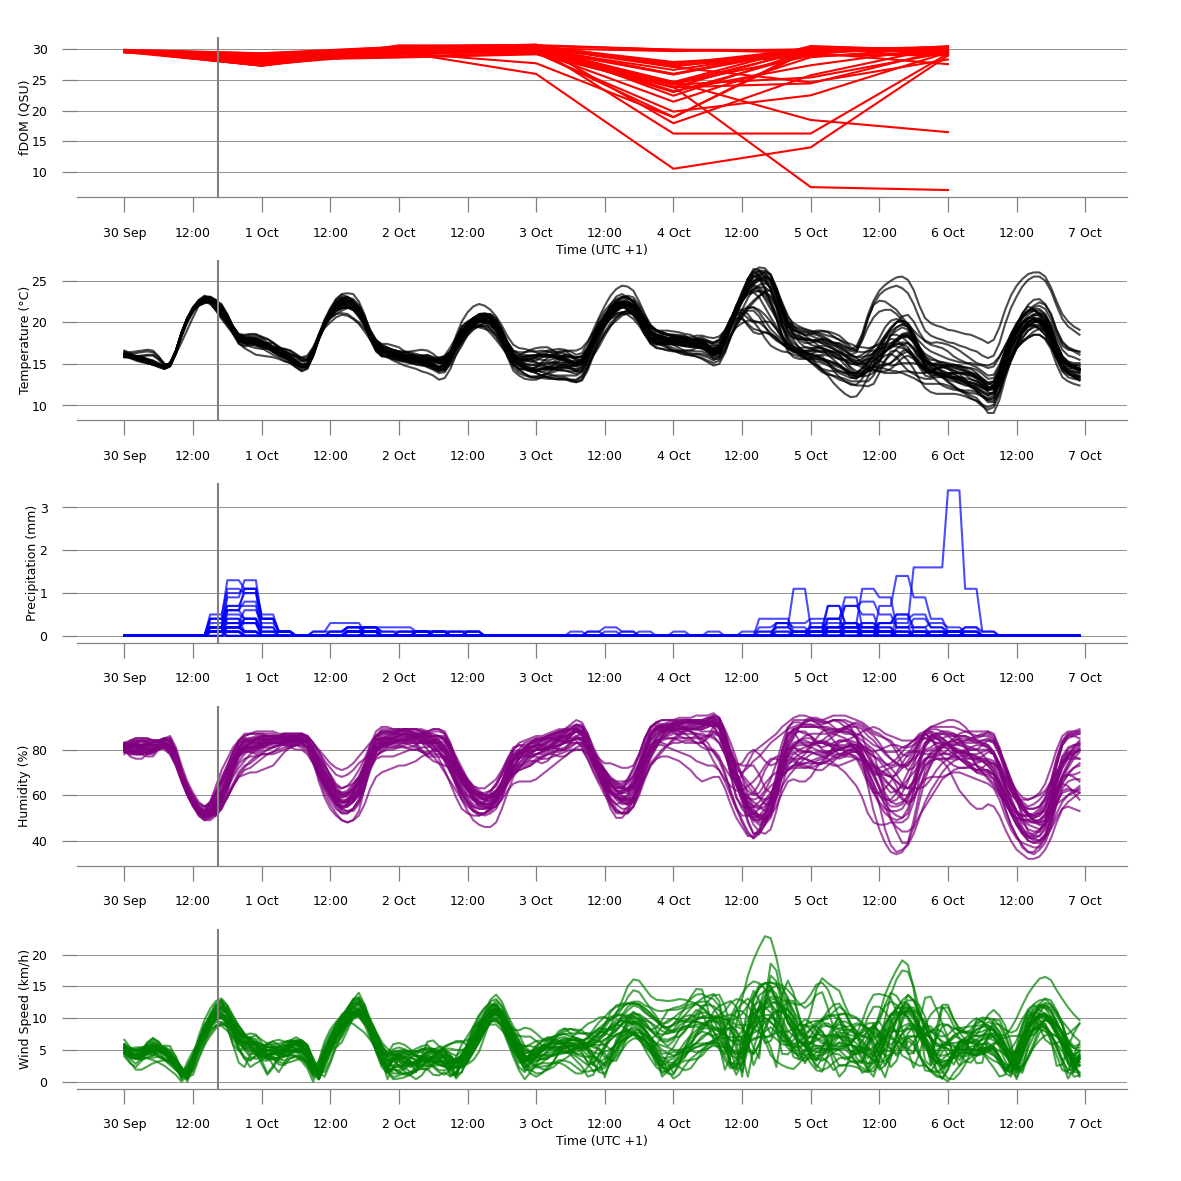 fDOM (QSU)
30
25
20
15
10
30 Sep 12:00 1 Oct 12:00 2 Oct 12:00 3 Oct 12:00 4 Oct 12:00 5 Oct 12:00 6 Oct 12:00 7 Oct
Time (UTC +1)
Temperature (°C)
25
20
15
10
30 Sep 12:00 1 Oct 12:00 2 Oct 12:00 3 Oct 12:00 4 Oct 12:00 5 Oct 12:00 6 Oct 12:00 7 Oct
Precipitation (mm)
3
2
1
0
30 Sep 12:00 1 Oct 12:00 2 Oct 12:00 3 Oct 12:00 4 Oct 12:00 5 Oct 12:00 6 Oct 12:00 7 Oct
Humidity (%)
80
60
40
30 Sep 12:00 1 Oct 12:00 2 Oct 12:00 3 Oct 12:00 4 Oct 12:00 5 Oct 12:00 6 Oct 12:00 7 Oct
Wind Speed (km/h)
20
15
10
5
0
30 Sep 12:00 1 Oct 12:00 2 Oct 12:00 3 Oct 12:00 4 Oct 12:00 5 Oct 12:00 6 Oct 12:00 7 Oct
Time (UTC +1)